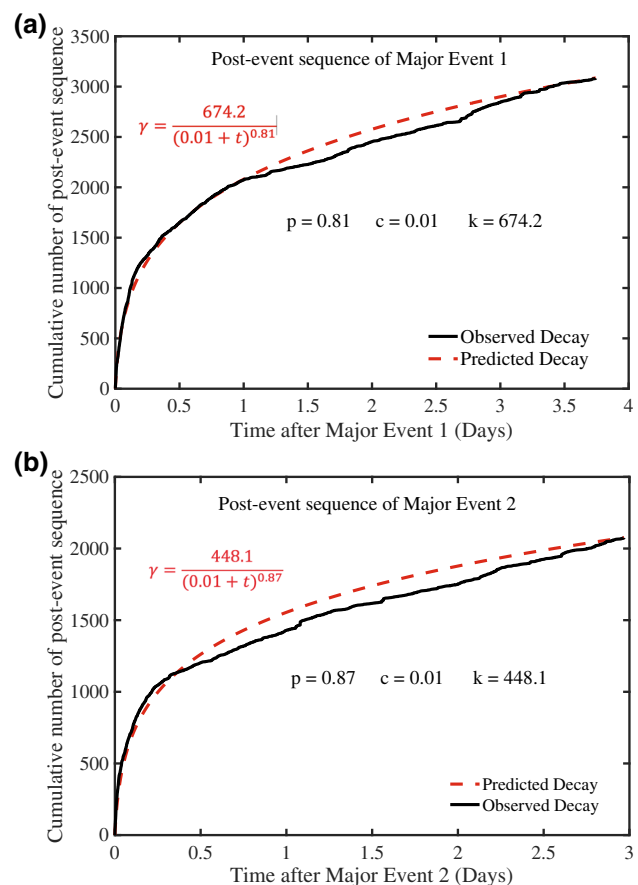 (a)
Post-event sequence of Major Event 1
γ = 674.2 / (0.01 + t)^0.81
p = 0.81 c = 0.01 k = 674.2
Observed Decay
Predicted Decay
Cumulative number of post-event sequence
3500
3000
2500
2000
1500
1000
500
0
0 0.5 1 1.5 2 2.5 3 3.5 4
Time after Major Event 1 (Days)
(b)
Post-event sequence of Major Event 2
γ = 448.1 / (0.01 + t)^0.87
p = 0.87 c = 0.01 k = 448.1
Predicted Decay
Observed Decay
Cumulative number of post-event sequence
2500
2000
1500
1000
500
0
0 0.5 1 1.5 2 2.5 3
Time after Major Event 2 (Days)